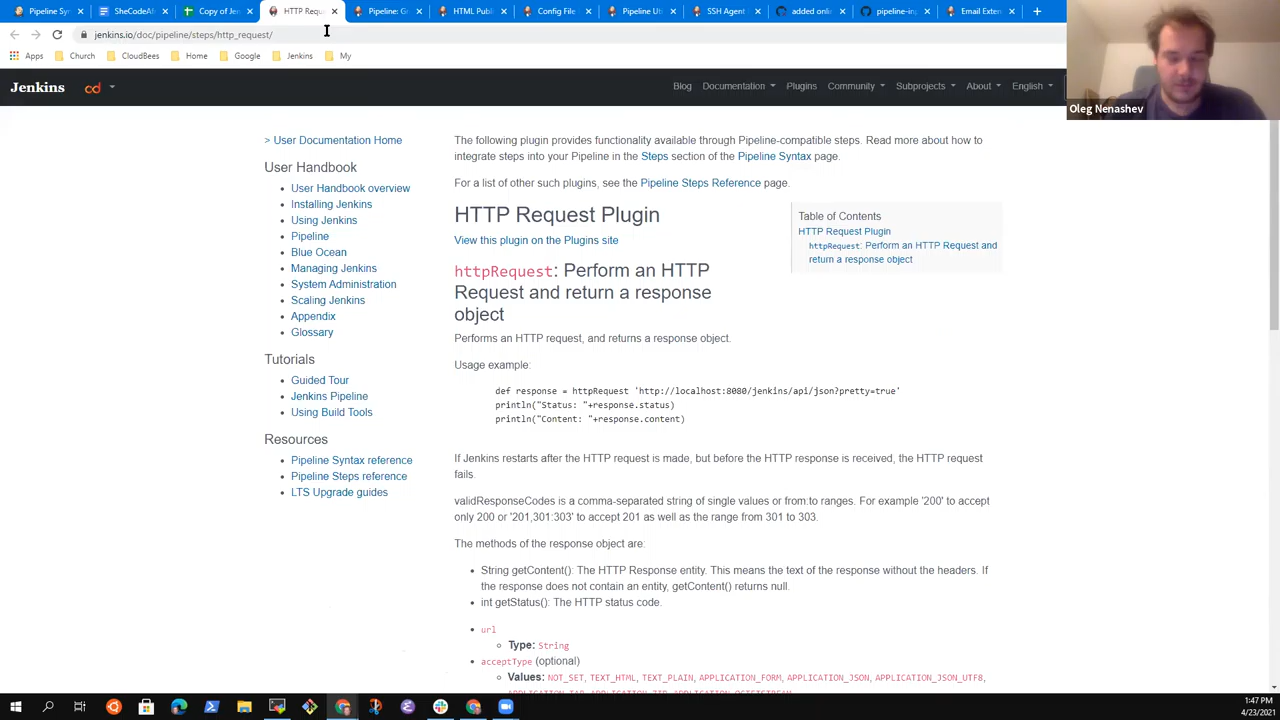 Pipeline Syn
SheCodeAfr
Copy of Jen
HTTP Requ
Pipeline: Gr
HTML Publ
Config File
Pipeline Uti
SSH Agent
added onlin
pipeline-inp
Email Exten
jenkins.io/doc/pipeline/steps/http_request/
Apps
Church
CloudBees
Home
Google
Jenkins
My
Oleg Nenashev
Jenkins
cd
Blog
Documentation
Plugins
Community
Subprojects
About
English
> User Documentation Home
User Handbook
User Handbook overview
Installing Jenkins
Using Jenkins
Pipeline
Blue Ocean
Managing Jenkins
System Administration
Scaling Jenkins
Appendix
Glossary
Tutorials
Guided Tour
Jenkins Pipeline
Using Build Tools
Resources
Pipeline Syntax reference
Pipeline Steps reference
LTS Upgrade guides
The following plugin provides functionality available through Pipeline-compatible steps. Read more about how to
integrate steps into your Pipeline in the Steps section of the Pipeline Syntax page.
For a list of other such plugins, see the Pipeline Steps Reference page.
HTTP Request Plugin
View this plugin on the Plugins site
Table of Contents
HTTP Request Plugin
httpRequest: Perform an HTTP Request and
return a response object
httpRequest: Perform an HTTP
Request and return a response
object
Performs an HTTP request, and returns a response object.
Usage example:
def response = httpRequest 'http://localhost:8080/jenkins/api/json?pretty=true'
println("Status: "+response.status)
println("Content: "+response.content)
If Jenkins restarts after the HTTP request is made, but before the HTTP response is received, the HTTP request
fails.
validResponseCodes is a comma-separated string of single values or from:to ranges. For example '200' to accept
only 200 or '201,301:303' to accept 201 as well as the range from 301 to 303.
The methods of the response object are:
String getContent(): The HTTP Response entity. This means the text of the response without the headers. If
the response does not contain an entity, getContent() returns null.
int getStatus(): The HTTP status code.
url
Type: String
acceptType (optional)
Values: NOT_SET, TEXT_HTML, TEXT_PLAIN, APPLICATION_FORM, APPLICATION_JSON, APPLICATION_JSON_UTF8,
1:47 PM
4/23/2021